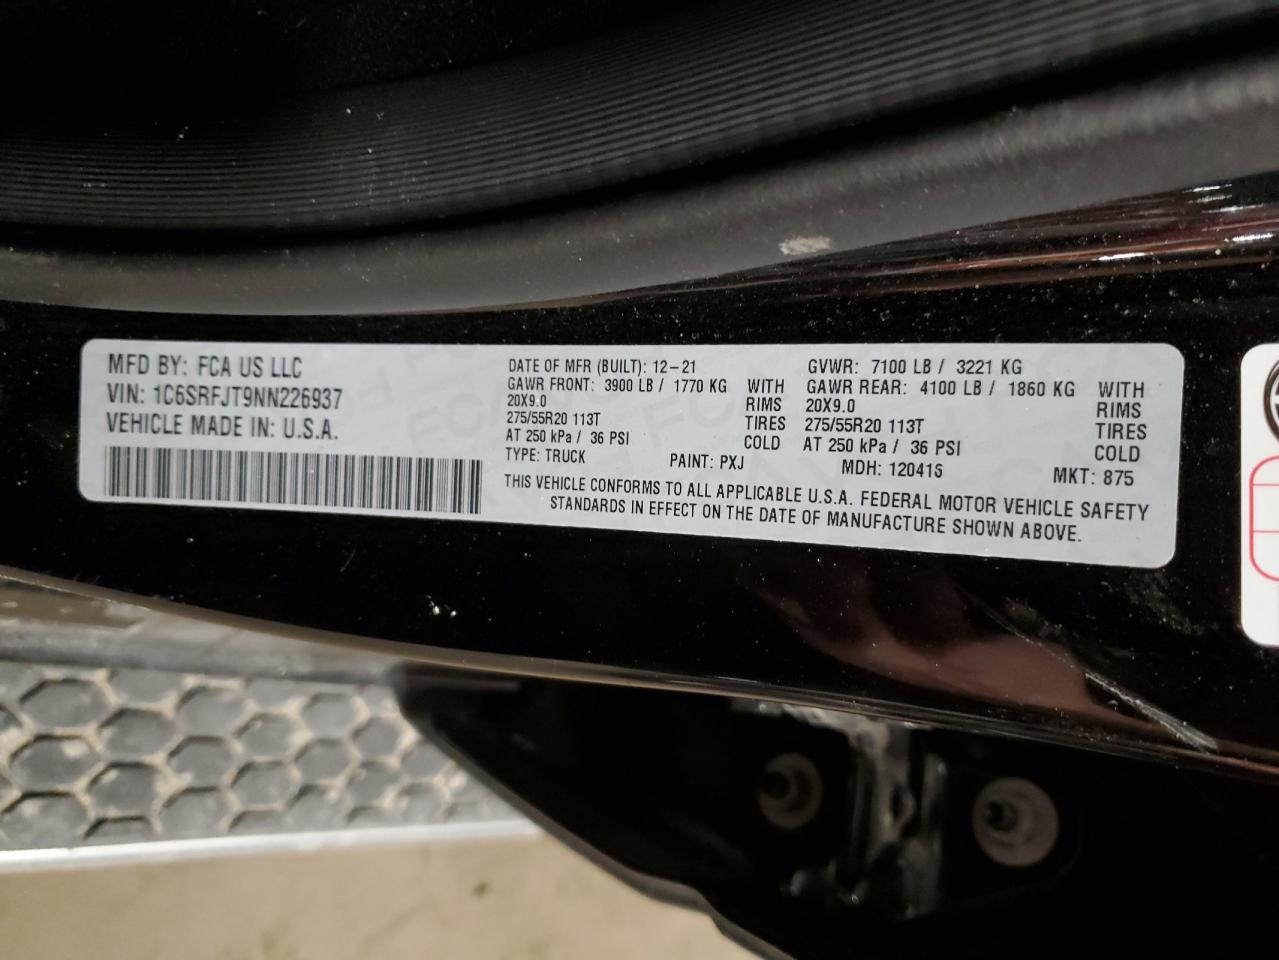 MFD BY: FCA US LLC
VIN: 1C6SRFJT9NN226937
VEHICLE MADE IN: U.S.A.
DATE OF MFR (BUILT): 12-21
GAWR FRONT: 3900 LB / 1770 KG WITH
20X9.0 RIMS
275/55R20 113T TIRES
AT 250 kPa / 36 PSI COLD
GVWR: 7100 LB / 3221 KG
GAWR REAR: 4100 LB / 1860 KG WITH
20X9.0 RIMS
275/55R20 113T TIRES
AT 250 kPa / 36 PSI COLD
TYPE: TRUCK PAINT: PXJ MDH: 120415 MKT: 875
THIS VEHICLE CONFORMS TO ALL APPLICABLE U.S.A. FEDERAL MOTOR VEHICLE SAFETY
STANDARDS IN EFFECT ON THE DATE OF MANUFACTURE SHOWN ABOVE.